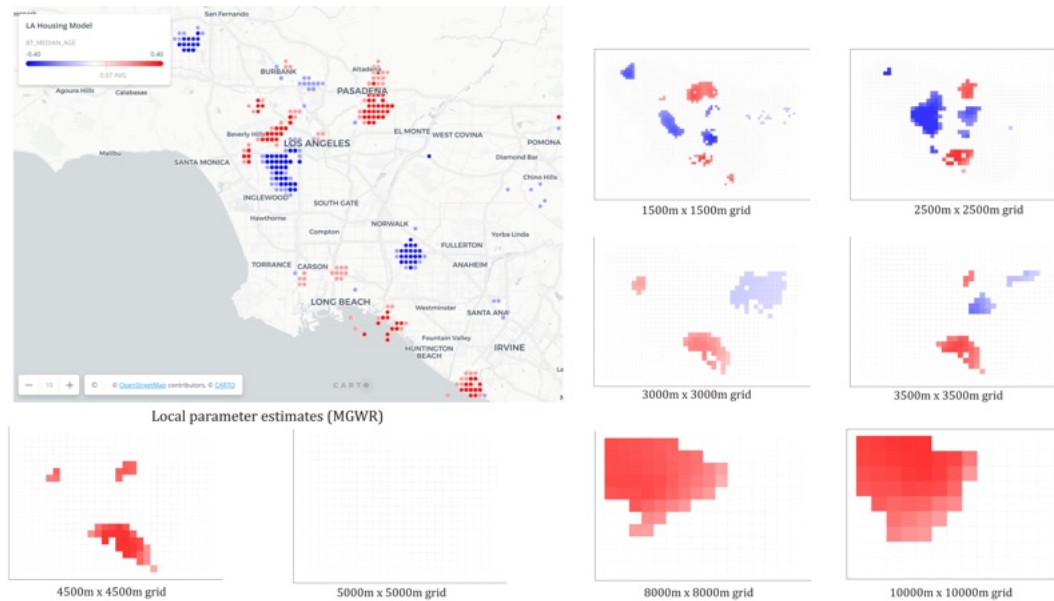 San Fernando
LA Housing Model
BT_MEDIAN_AGE
-0.40 0.40
0.07 AVG
BURBANK
Altadena
PASADENA
Agoura Hills
Calabasas
Beverly Hills
LOS ANGELES
EL MONTE
WEST COVINA
POMONA
Malibu
SANTA MONICA
Diamond Bar
Chino Hills
INGLEWOOD
SOUTH GATE
Hawthorne
Compton
NORWALK
Yorba Linda
FULLERTON
TORRANCE
CARSON
ANAHEIM
LONG BEACH
Westminster
SANTA ANA
Fountain Valley
HUNTINGTON
BEACH
IRVINE
− 10 +
© © OpenStreetMap contributors, © CARTO
CARTO
Local parameter estimates (MGWR)
1500m x 1500m grid
2500m x 2500m grid
3000m x 3000m grid
3500m x 3500m grid
4500m x 4500m grid
5000m x 5000m grid
8000m x 8000m grid
10000m x 10000m grid